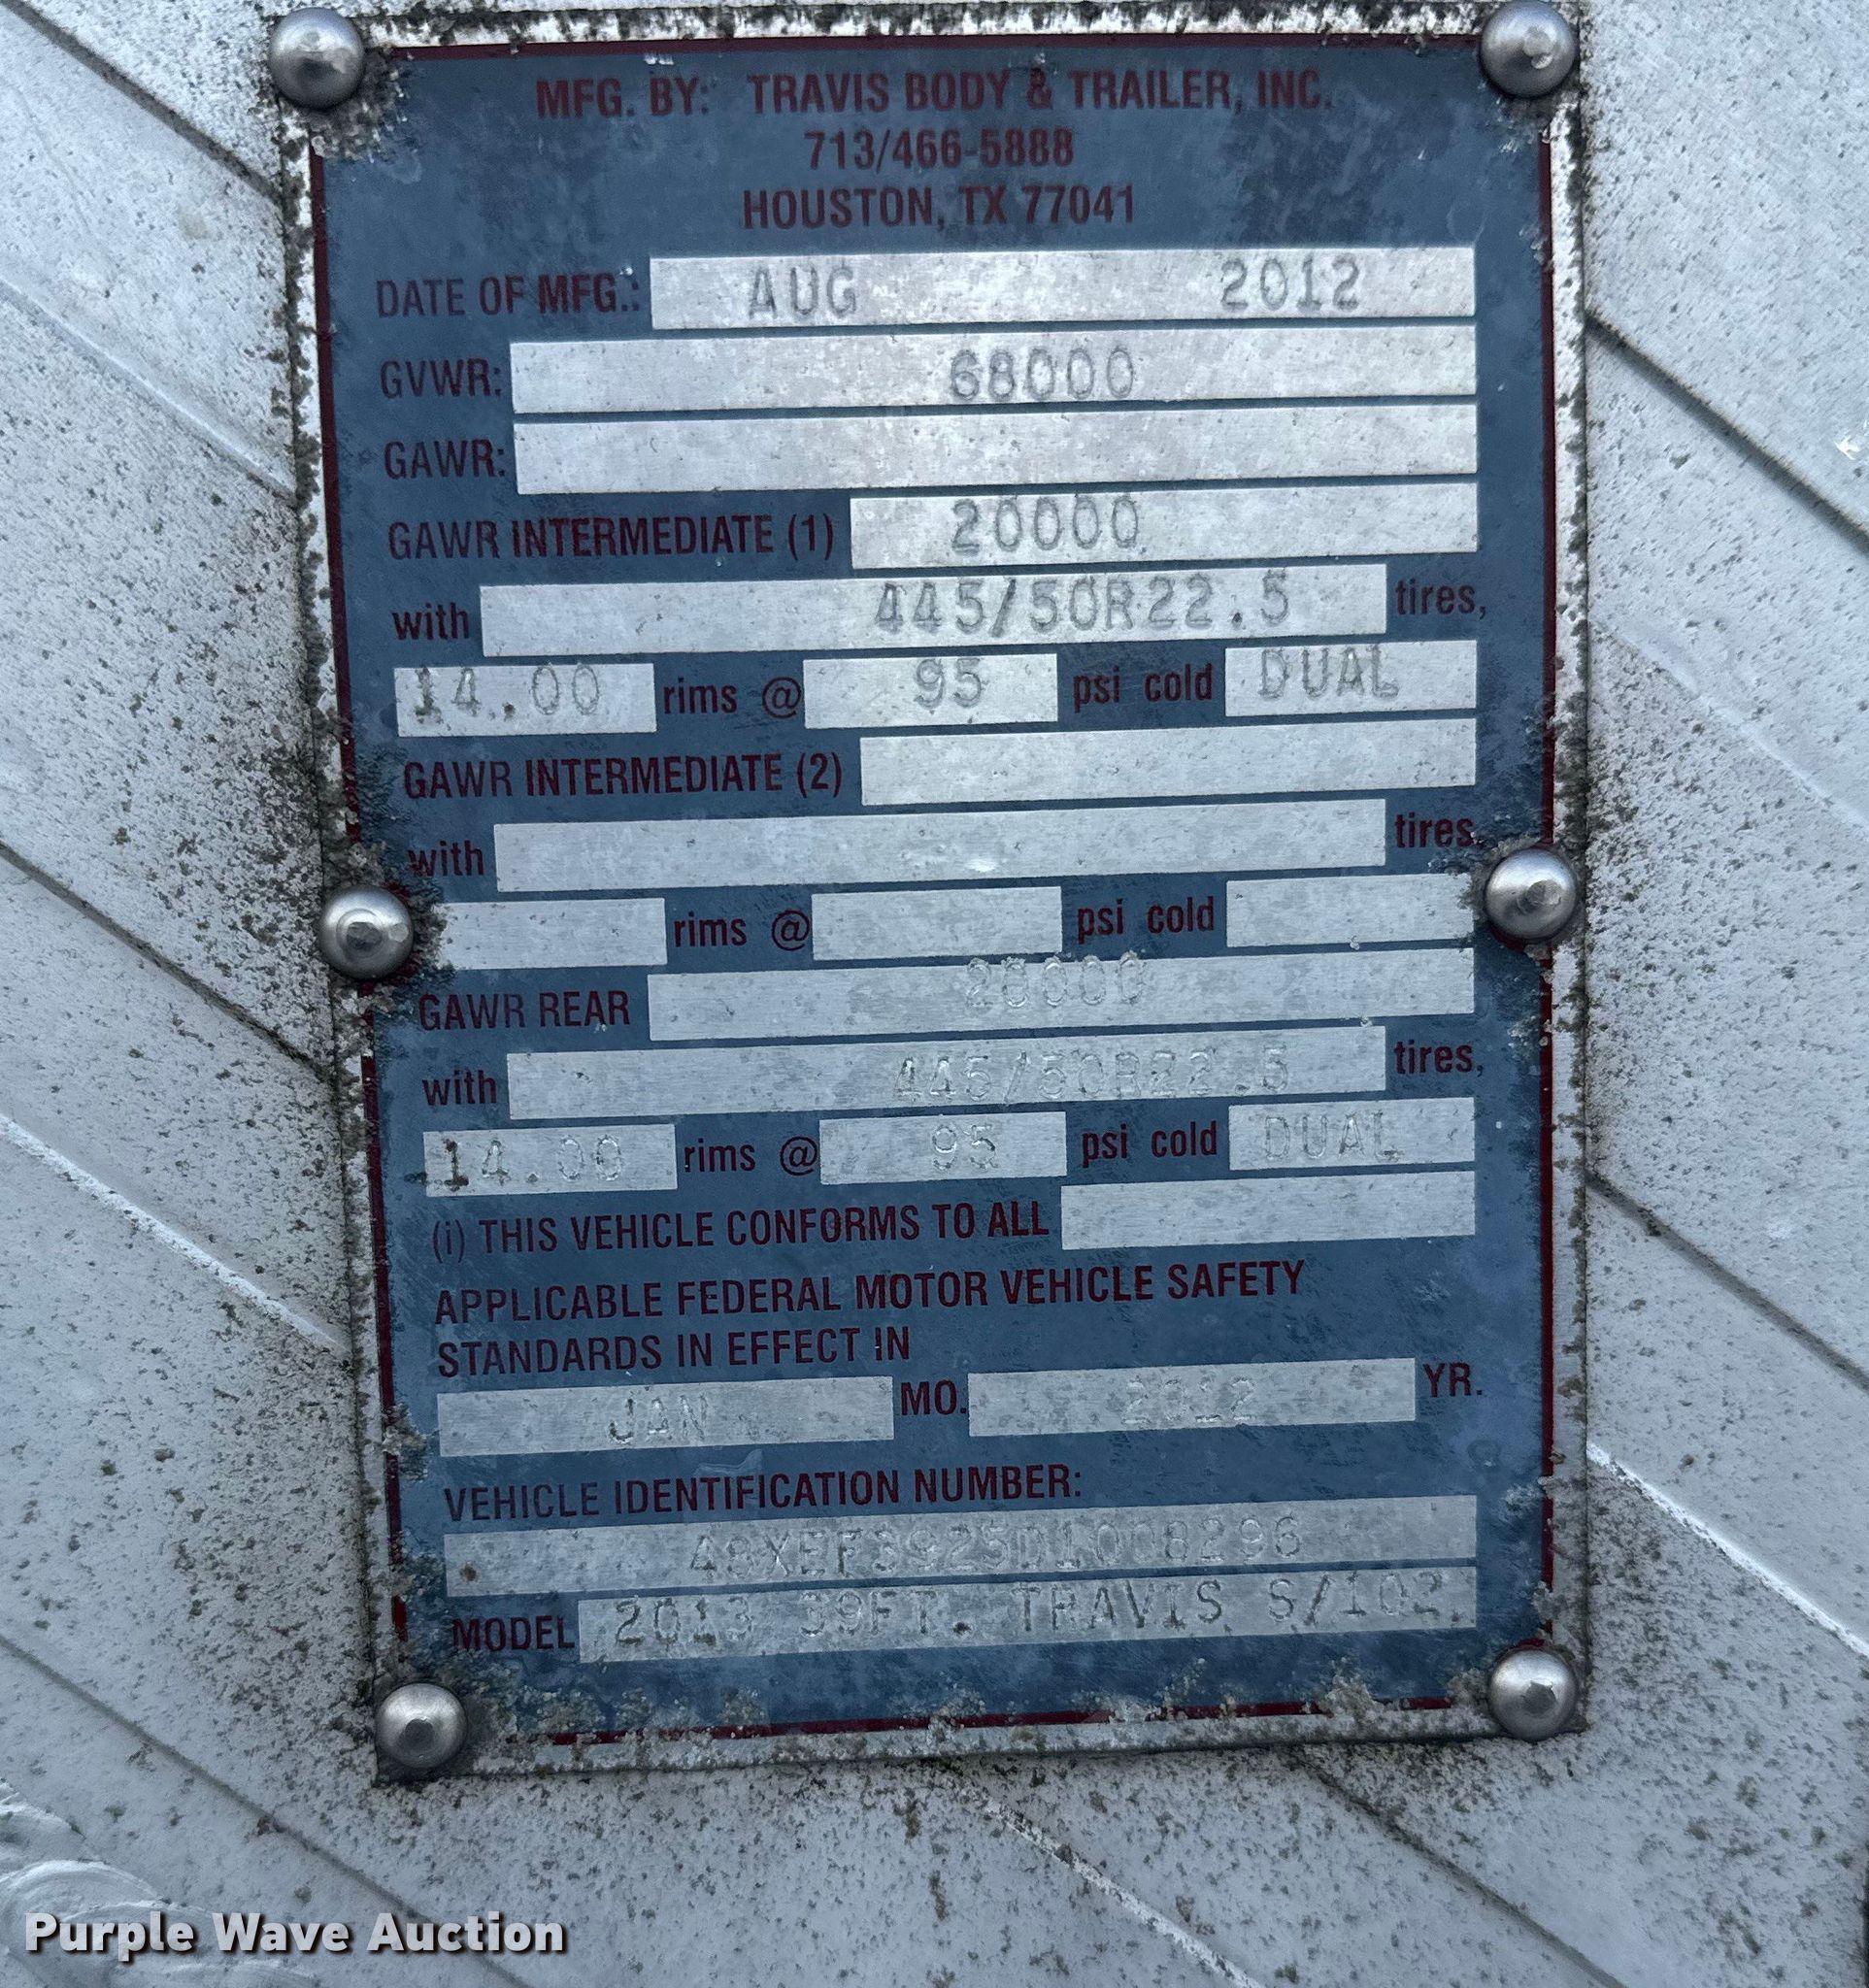 MFG. BY: TRAVIS BODY & TRAILER, INC.
713/466-5888
HOUSTON, TX 77041
DATE OF MFG.: AUG 2012
GVWR: 68000
GAWR:
GAWR INTERMEDIATE (1) 20000
with 445/50R22.5 tires,
14.00 rims @ 95 psi cold DUAL
GAWR INTERMEDIATE (2)
with tires,
rims @ psi cold
GAWR REAR 20000
with 445/50R22.5 tires,
14.00 rims @ 95 psi cold DUAL
(i) THIS VEHICLE CONFORMS TO ALL
APPLICABLE FEDERAL MOTOR VEHICLE SAFETY
STANDARDS IN EFFECT IN
JAN MO. 2012 YR.
VEHICLE IDENTIFICATION NUMBER:
48XEF3925D1008296
MODEL 2013 39FT. TRAVIS S/102
Purple Wave Auction